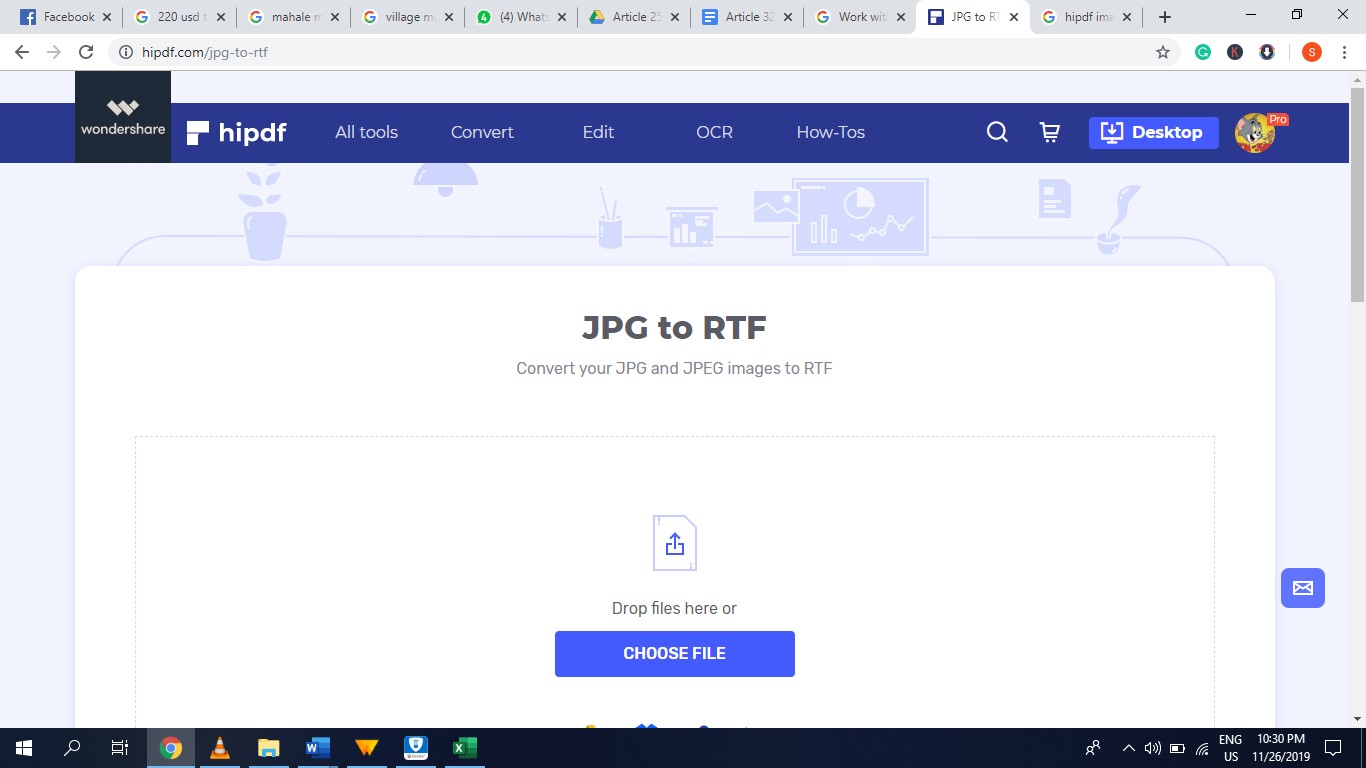 Facebook
220 usd t
mahale m
village m
(4) Whats
Article 25
Article 32
Work with
JPG to RT
hipdf ima
hipdf.com/jpg-to-rtf
S
wondershare
hipdf
All tools
Convert
Edit
OCR
How-Tos
Desktop
Pro
JPG to RTF
Convert your JPG and JPEG images to RTF
Drop files here or
CHOOSE FILE
ENG
US
10:30 PM
11/26/2019